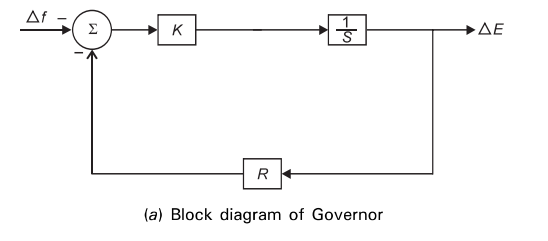 Δf –
Σ
K
1
S
ΔE
–
R
(a) Block diagram of Governor